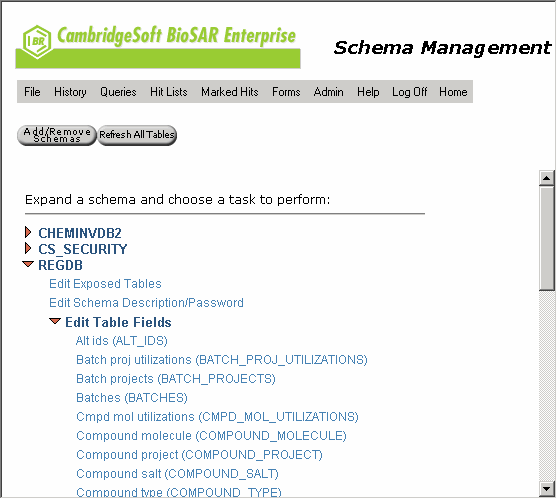 BR
CambridgeSoft BioSAR Enterprise
Schema Management
File History Queries Hit Lists Marked Hits Forms Admin Help Log Off Home
Add/Remove
Schemas
Refresh All Tables
Expand a schema and choose a task to perform:
CHEMINVDB2
CS_SECURITY
REGDB
Edit Exposed Tables
Edit Schema Description/Password
Edit Table Fields
Alt ids (ALT_IDS)
Batch proj utilizations (BATCH_PROJ_UTILIZATIONS)
Batch projects (BATCH_PROJECTS)
Batches (BATCHES)
Cmpd mol utilizations (CMPD_MOL_UTILIZATIONS)
Compound molecule (COMPOUND_MOLECULE)
Compound project (COMPOUND_PROJECT)
Compound salt (COMPOUND_SALT)
Compound type (COMPOUND_TYPE)